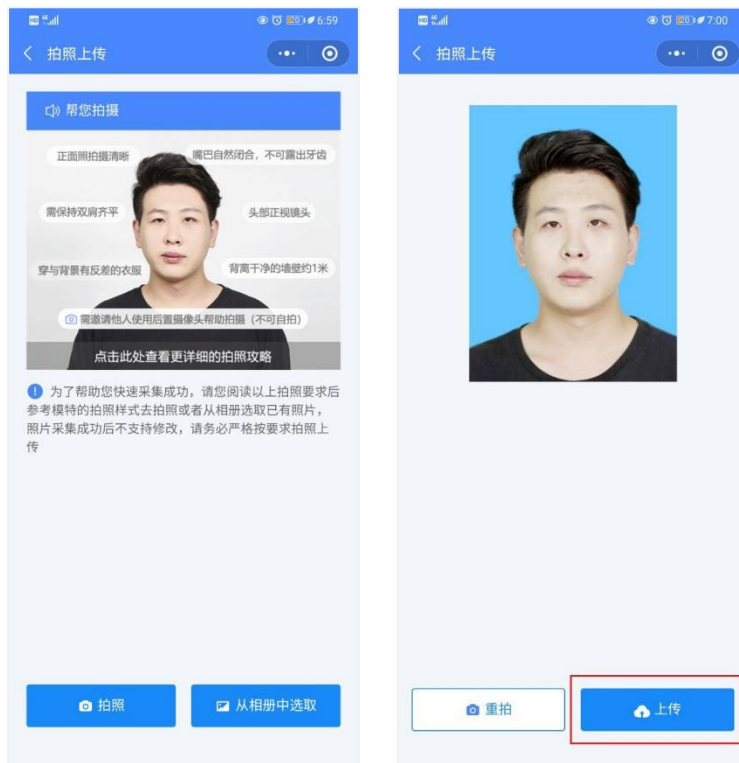 HD
20
6:59
拍照上传
帮您拍摄
正面照拍摄清晰
嘴巴自然闭合，不可露出牙齿
需保持双肩齐平
头部正视镜头
穿与背景有反差的衣服
背离干净的墙壁约1米
需邀请他人使用后置摄像头帮助拍摄（不可自拍）
点击此处查看更详细的拍照攻略
为了帮助您快速采集成功，请您阅读以上拍照要求后
参考模特的拍照样式去拍照或者从相册选取已有照片，
照片采集成功后不支持修改，请务必严格按要求拍照上
传
拍照
从相册中选取
HD
20
7:00
拍照上传
重拍
上传